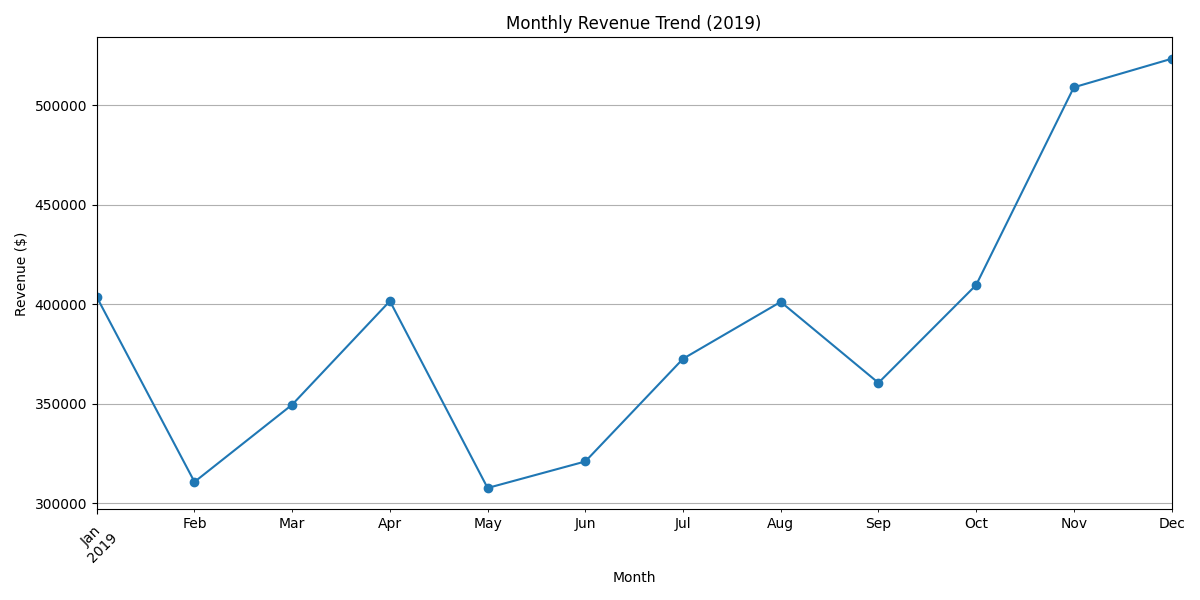 Monthly Revenue Trend (2019)
Revenue ($)
500000
450000
400000
350000
300000
Jan
2019
Feb
Mar
Apr
May
Jun
Jul
Aug
Sep
Oct
Nov
Dec
Month